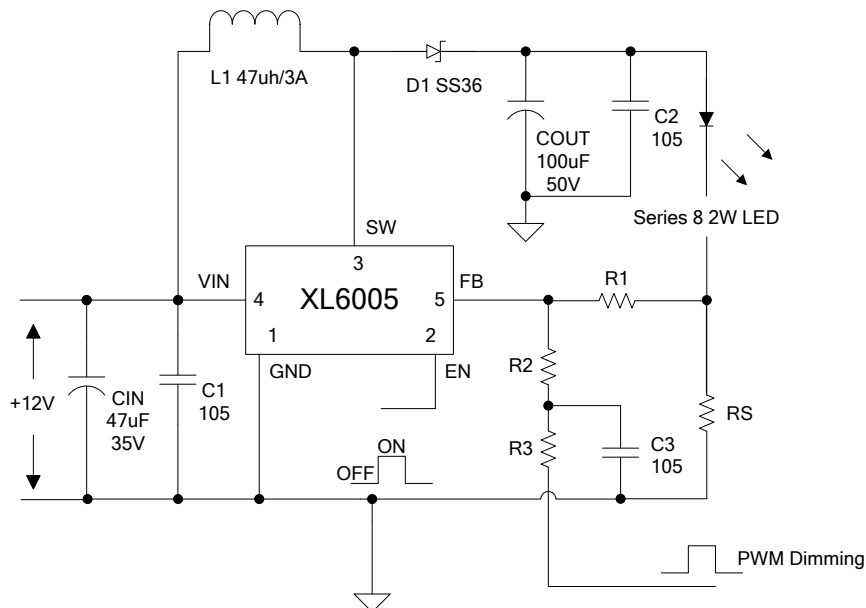 L1 47uh/3A
D1 SS36
COUT
100uF
50V
C2
105
Series 8 2W LED
SW
3
VIN
4
XL6005
5
FB
1
2
GND
EN
R1
R2
R3
C3
105
RS
+12V
CIN
47uF
35V
C1
105
ON
OFF
PWM Dimming